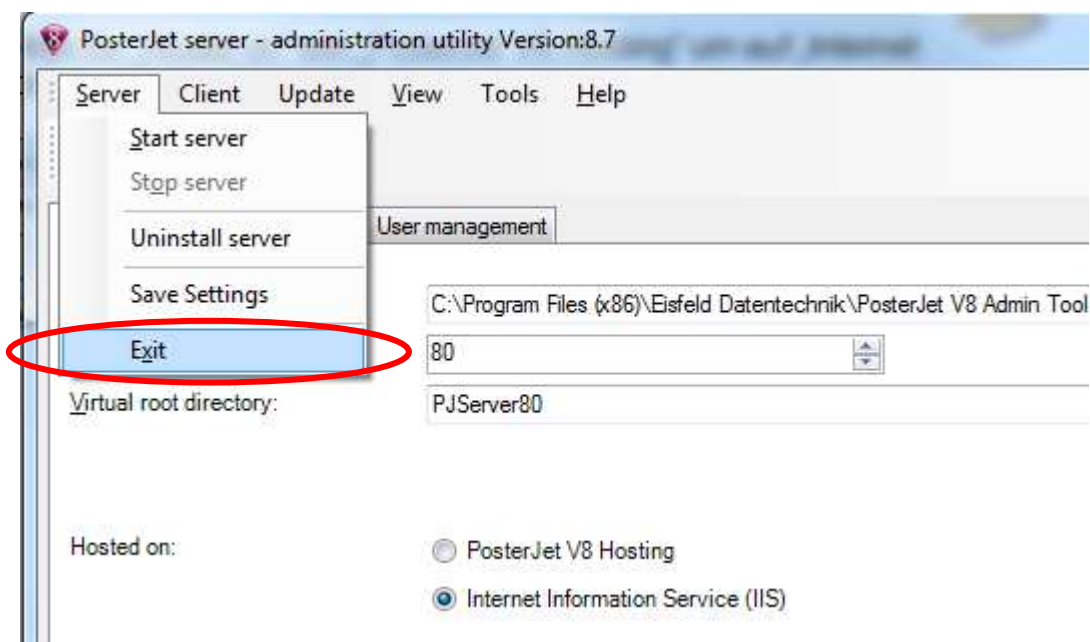 PosterJet server - administration utility Version:8.7
Server Client Update View Tools Help
Start server
Stop server
Uninstall server
User management
Save Settings
C:\Program Files (x86)\Eisfeld Datentechnik\PosterJet V8 Admin Tool
Exit
80
Virtual root directory:
PJServer80
Hosted on:
PosterJet V8 Hosting
Internet Information Service (IIS)